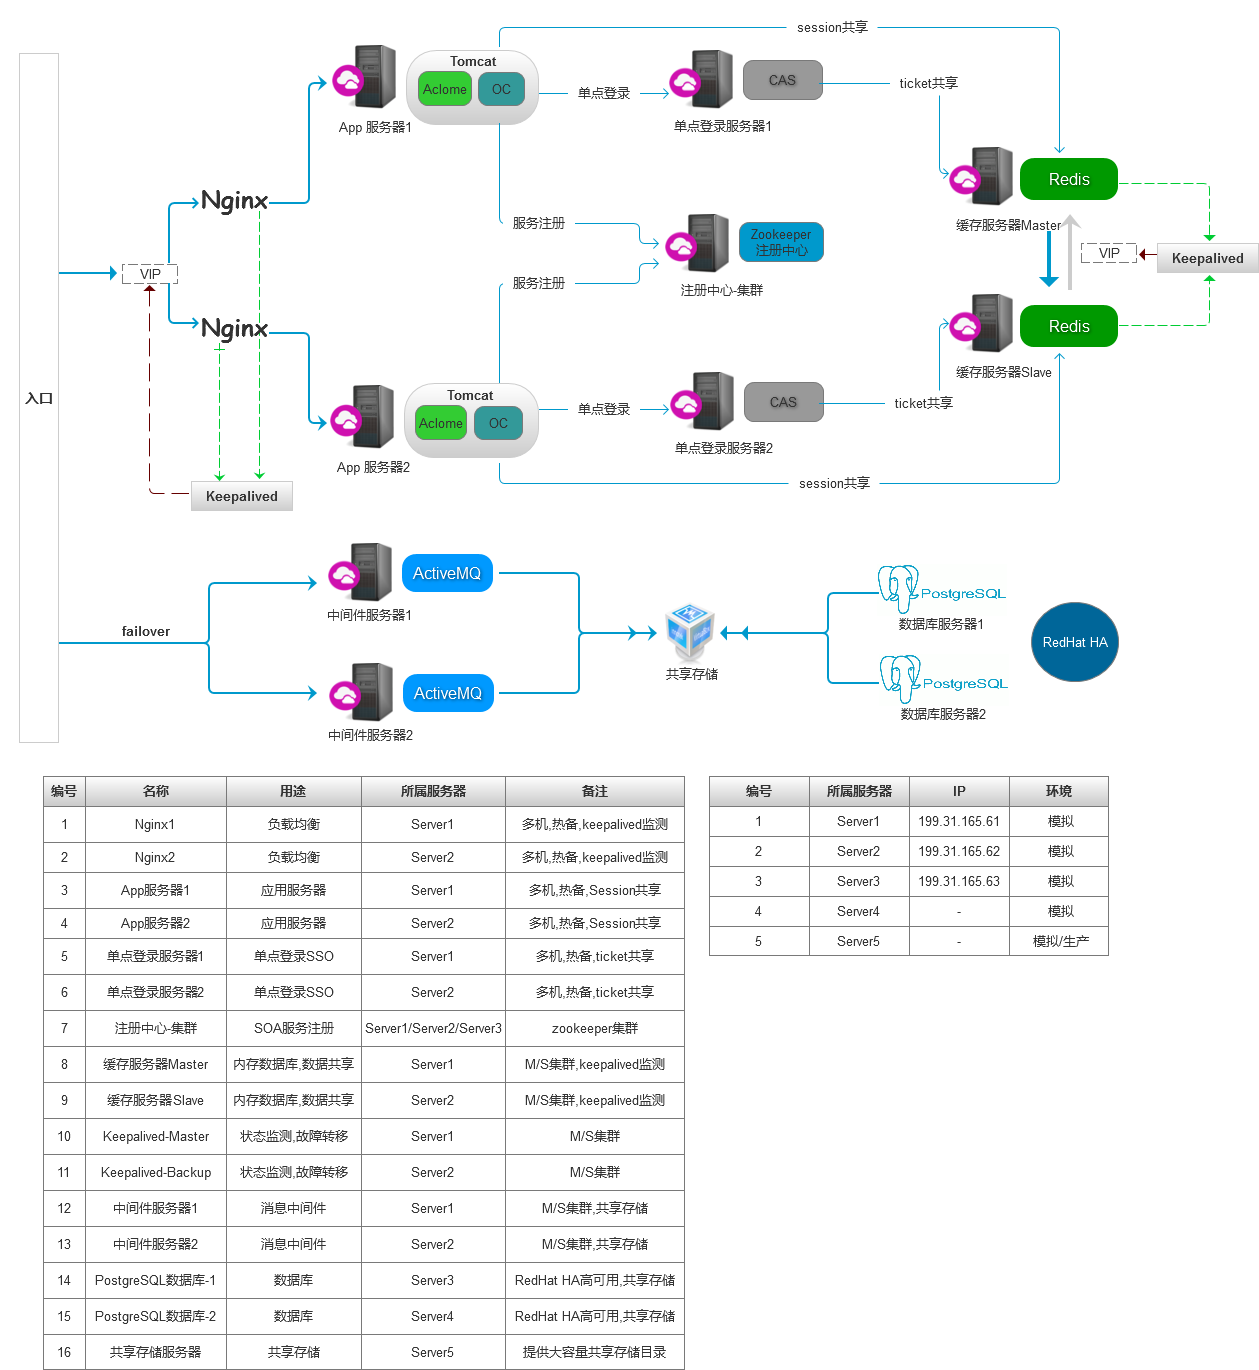 session共享
Tomcat
Aclome
OC
单点登录
CAS
ticket共享
App 服务器1
单点登录服务器1
Redis
Nginx
服务注册
Zookeeper
注册中心
缓存服务器Master
VIP
Keepalived
VIP
服务注册
注册中心-集群
Nginx
Redis
缓存服务器Slave
入口
Tomcat
Aclome
OC
单点登录
CAS
ticket共享
App 服务器2
单点登录服务器2
session共享
Keepalived
ActiveMQ
中间件服务器1
PostgreSQL
数据库服务器1
failover
RedHat HA
共享存储
ActiveMQ
中间件服务器2
PostgreSQL
数据库服务器2
编号 名称 用途 所属服务器 备注
1 Nginx1 负载均衡 Server1 多机,热备,keepalived监测
2 Nginx2 负载均衡 Server2 多机,热备,keepalived监测
3 App服务器1 应用服务器 Server1 多机,热备,Session共享
4 App服务器2 应用服务器 Server2 多机,热备,Session共享
5 单点登录服务器1 单点登录SSO Server1 多机,热备,ticket共享
6 单点登录服务器2 单点登录SSO Server2 多机,热备,ticket共享
7 注册中心-集群 SOA服务注册 Server1/Server2/Server3 zookeeper集群
8 缓存服务器Master 内存数据库,数据共享 Server1 M/S集群,keepalived监测
9 缓存服务器Slave 内存数据库,数据共享 Server2 M/S集群,keepalived监测
10 Keepalived-Master 状态监测,故障转移 Server1 M/S集群
11 Keepalived-Backup 状态监测,故障转移 Server2 M/S集群
12 中间件服务器1 消息中间件 Server1 M/S集群,共享存储
13 中间件服务器2 消息中间件 Server2 M/S集群,共享存储
14 PostgreSQL数据库-1 数据库 Server3 RedHat HA高可用,共享存储
15 PostgreSQL数据库-2 数据库 Server4 RedHat HA高可用,共享存储
16 共享存储服务器 共享存储 Server5 提供大容量共享存储目录
编号 所属服务器 IP 环境
1 Server1 199.31.165.61 模拟
2 Server2 199.31.165.62 模拟
3 Server3 199.31.165.63 模拟
4 Server4 - 模拟
5 Server5 - 模拟/生产